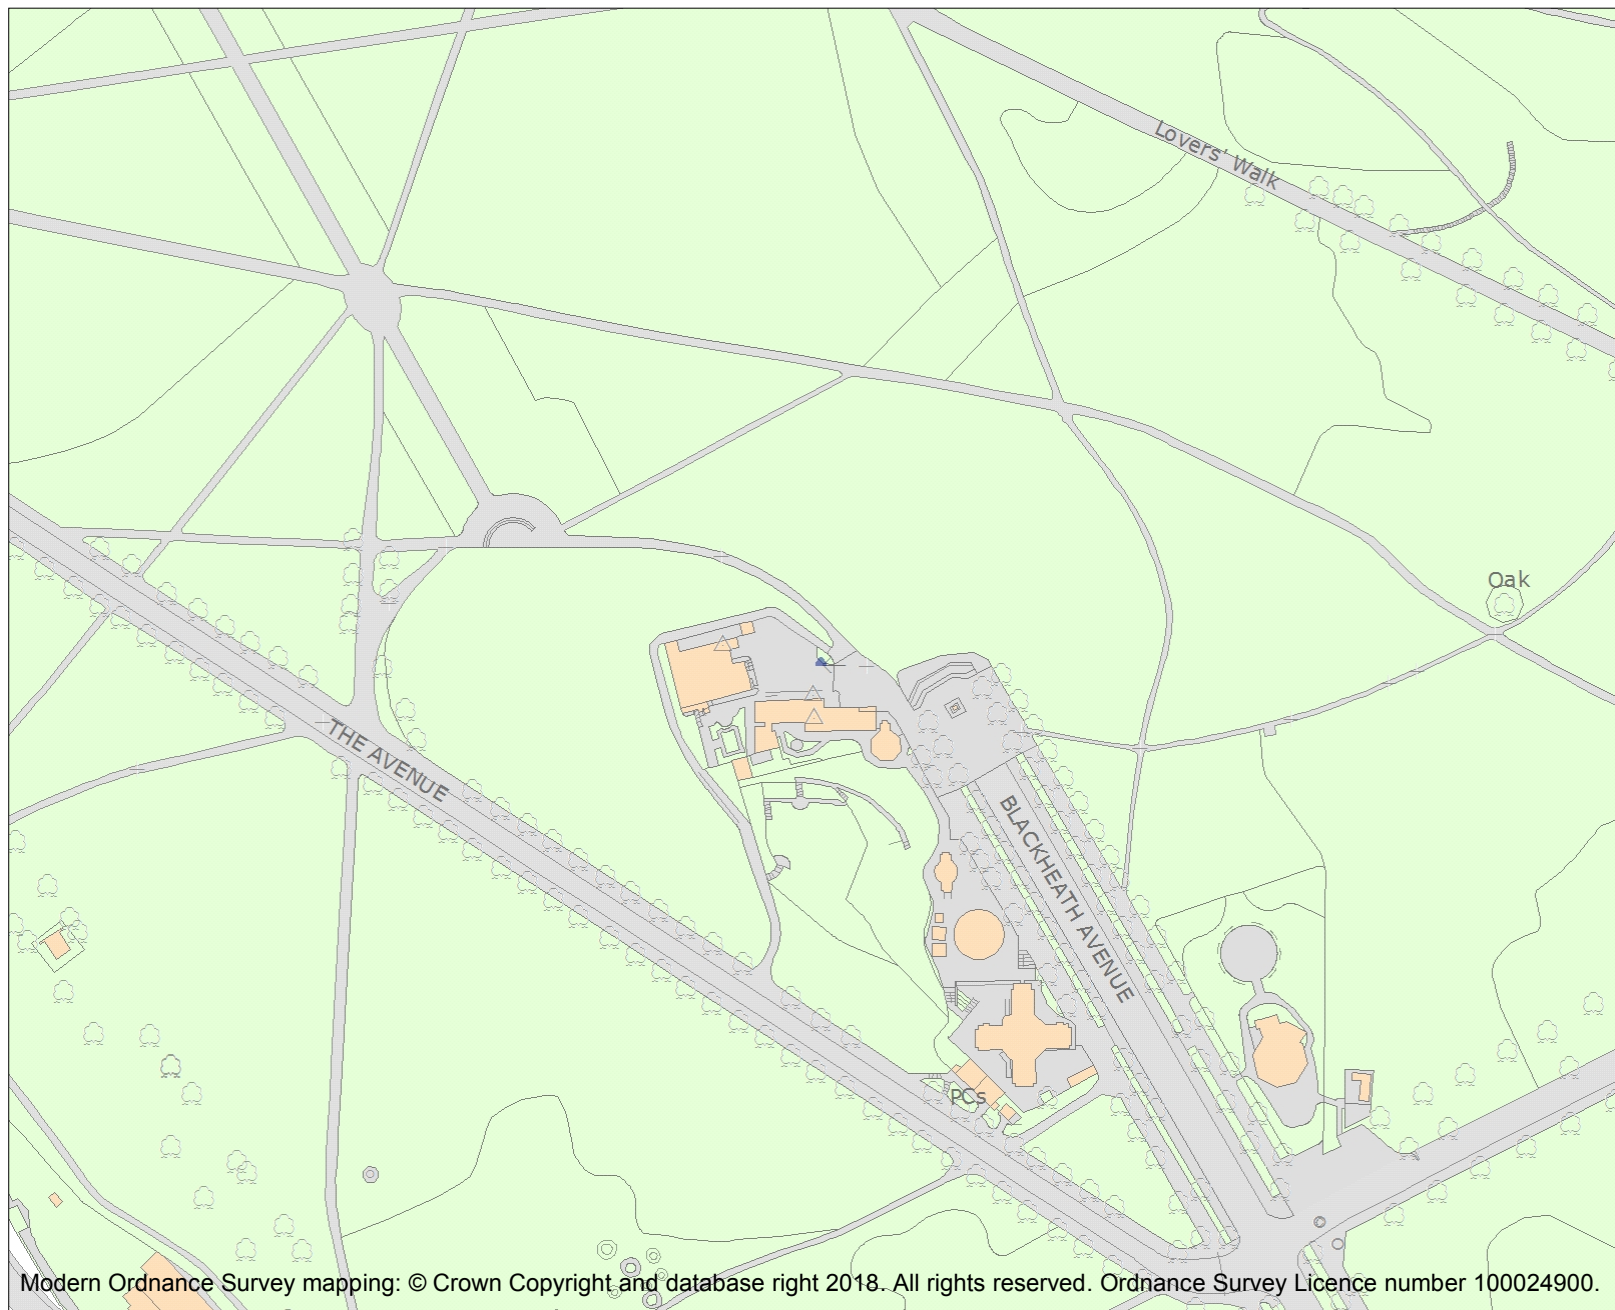 Lovers' Walk
Oak
THE AVENUE
BLACKHEATH AVENUE
PCs
Modern Ordnance Survey mapping: © Crown Copyright and database right 2018. All rights reserved. Ordnance Survey Licence number 100024900.